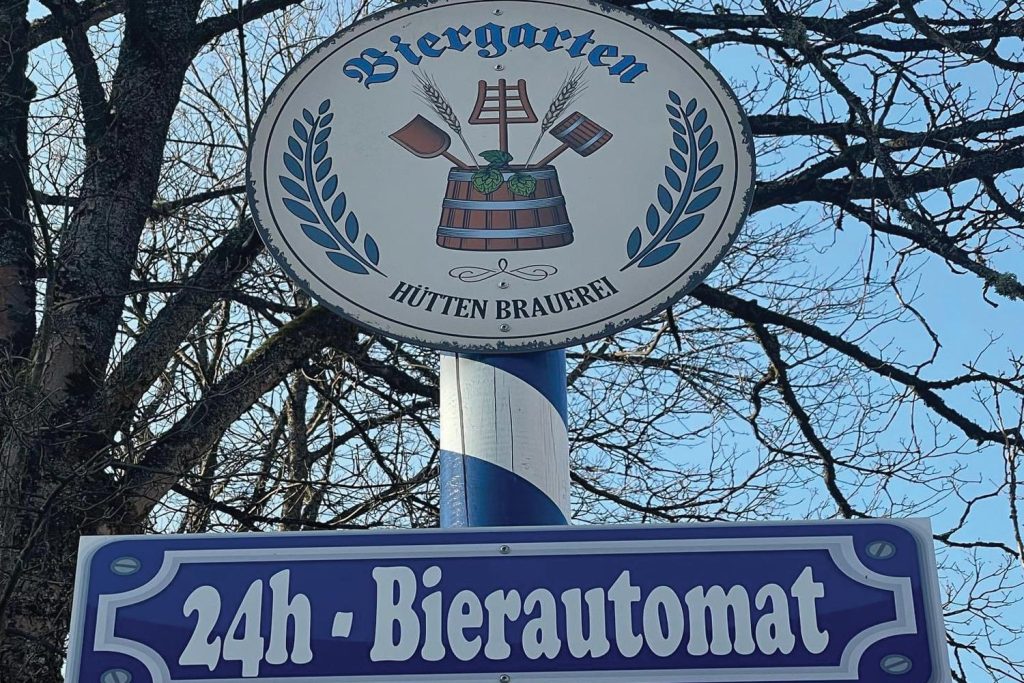 Biergarten
HÜTTEN BRAUEREI
24h - Bierautomat